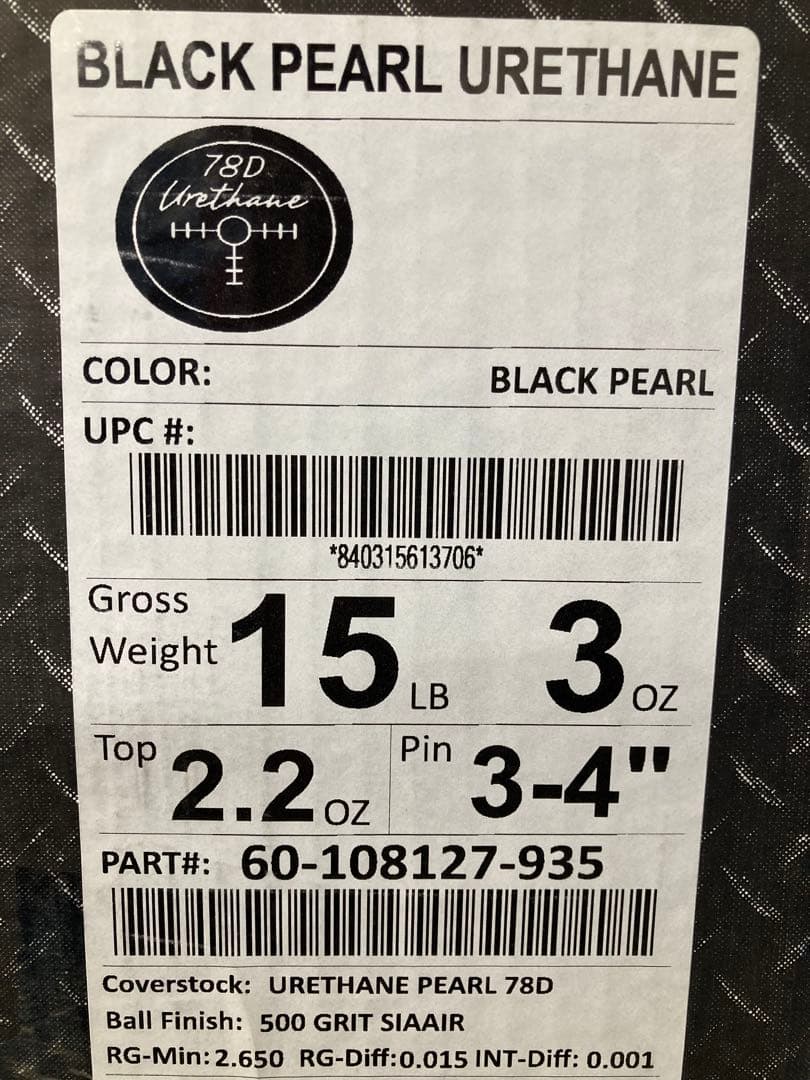 BLACK PEARL URETHANE
78D
Urethane
COLOR: BLACK PEARL
UPC #:
*840315613706*
Gross Weight 15 LB 3 OZ
Top 2.2 OZ Pin 3-4"
PART#: 60-108127-935
Coverstock: URETHANE PEARL 78D
Ball Finish: 500 GRIT SIAAIR
RG-Min: 2.650 RG-Diff: 0.015 INT-Diff: 0.001